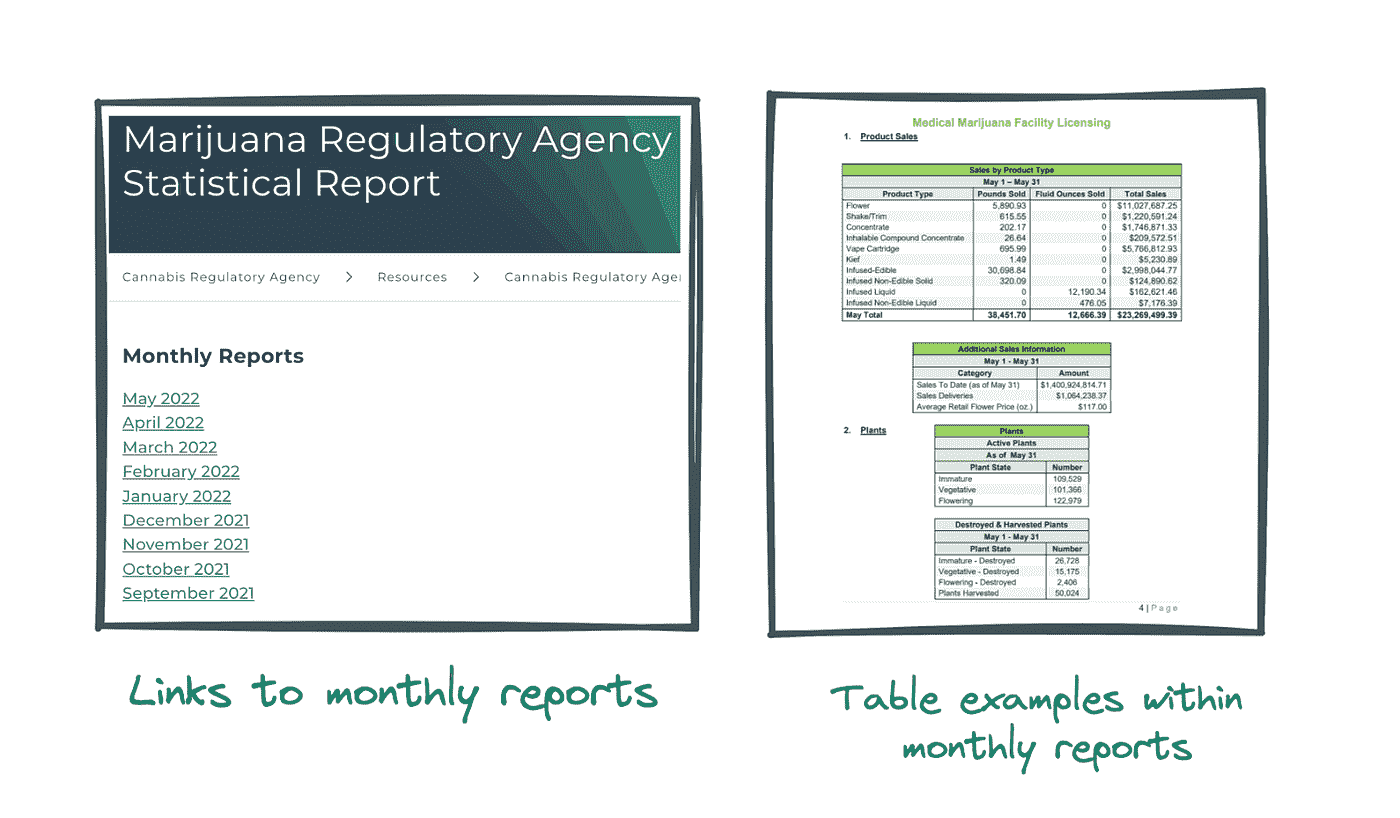 Marijuana Regulatory Agency
Statistical Report
Cannabis Regulatory Agency > Resources > Cannabis Regulatory Agen
Monthly Reports
May 2022
April 2022
March 2022
February 2022
January 2022
December 2021
November 2021
October 2021
September 2021
Links to monthly reports
Medical Marijuana Facility Licensing
1. Product Sales
Sales by Product Type
May 1 – May 31
Product Type Pounds Sold Fluid Ounces Sold Total Sales
Flower 5,890.93 0 $11,027,687.25
Shake/Trim 615.55 0 $1,220,591.24
Concentrate 202.17 0 $1,746,871.33
Inhalable Compound Concentrate 26.64 0 $209,572.51
Vape Cartridge 695.99 0 $5,766,812.93
Kief 1.49 0 $5,230.89
Infused-Edible 30,698.84 0 $2,998,044.77
Infused Non-Edible Solid 320.09 0 $124,890.62
Infused Liquid 0 12,190.34 $162,621.46
Infused Non-Edible Liquid 0 476.05 $7,176.39
May Total 38,451.70 12,666.39 $23,269,499.39
Additional Sales Information
May 1 - May 31
Category Amount
Sales To Date (as of May 31) $1,400,924,814.71
Sales Deliveries $1,064,238.37
Average Retail Flower Price (oz.) $117.00
2. Plants
Plants
Active Plants
As of May 31
Plant State Number
Immature 109,529
Vegetative 101,366
Flowering 122,979
Destroyed & Harvested Plants
May 1 - May 31
Plant State Number
Immature - Destroyed 26,728
Vegetative - Destroyed 15,175
Flowering - Destroyed 2,406
Plants Harvested 50,024
4 | Page
Table examples within
monthly reports